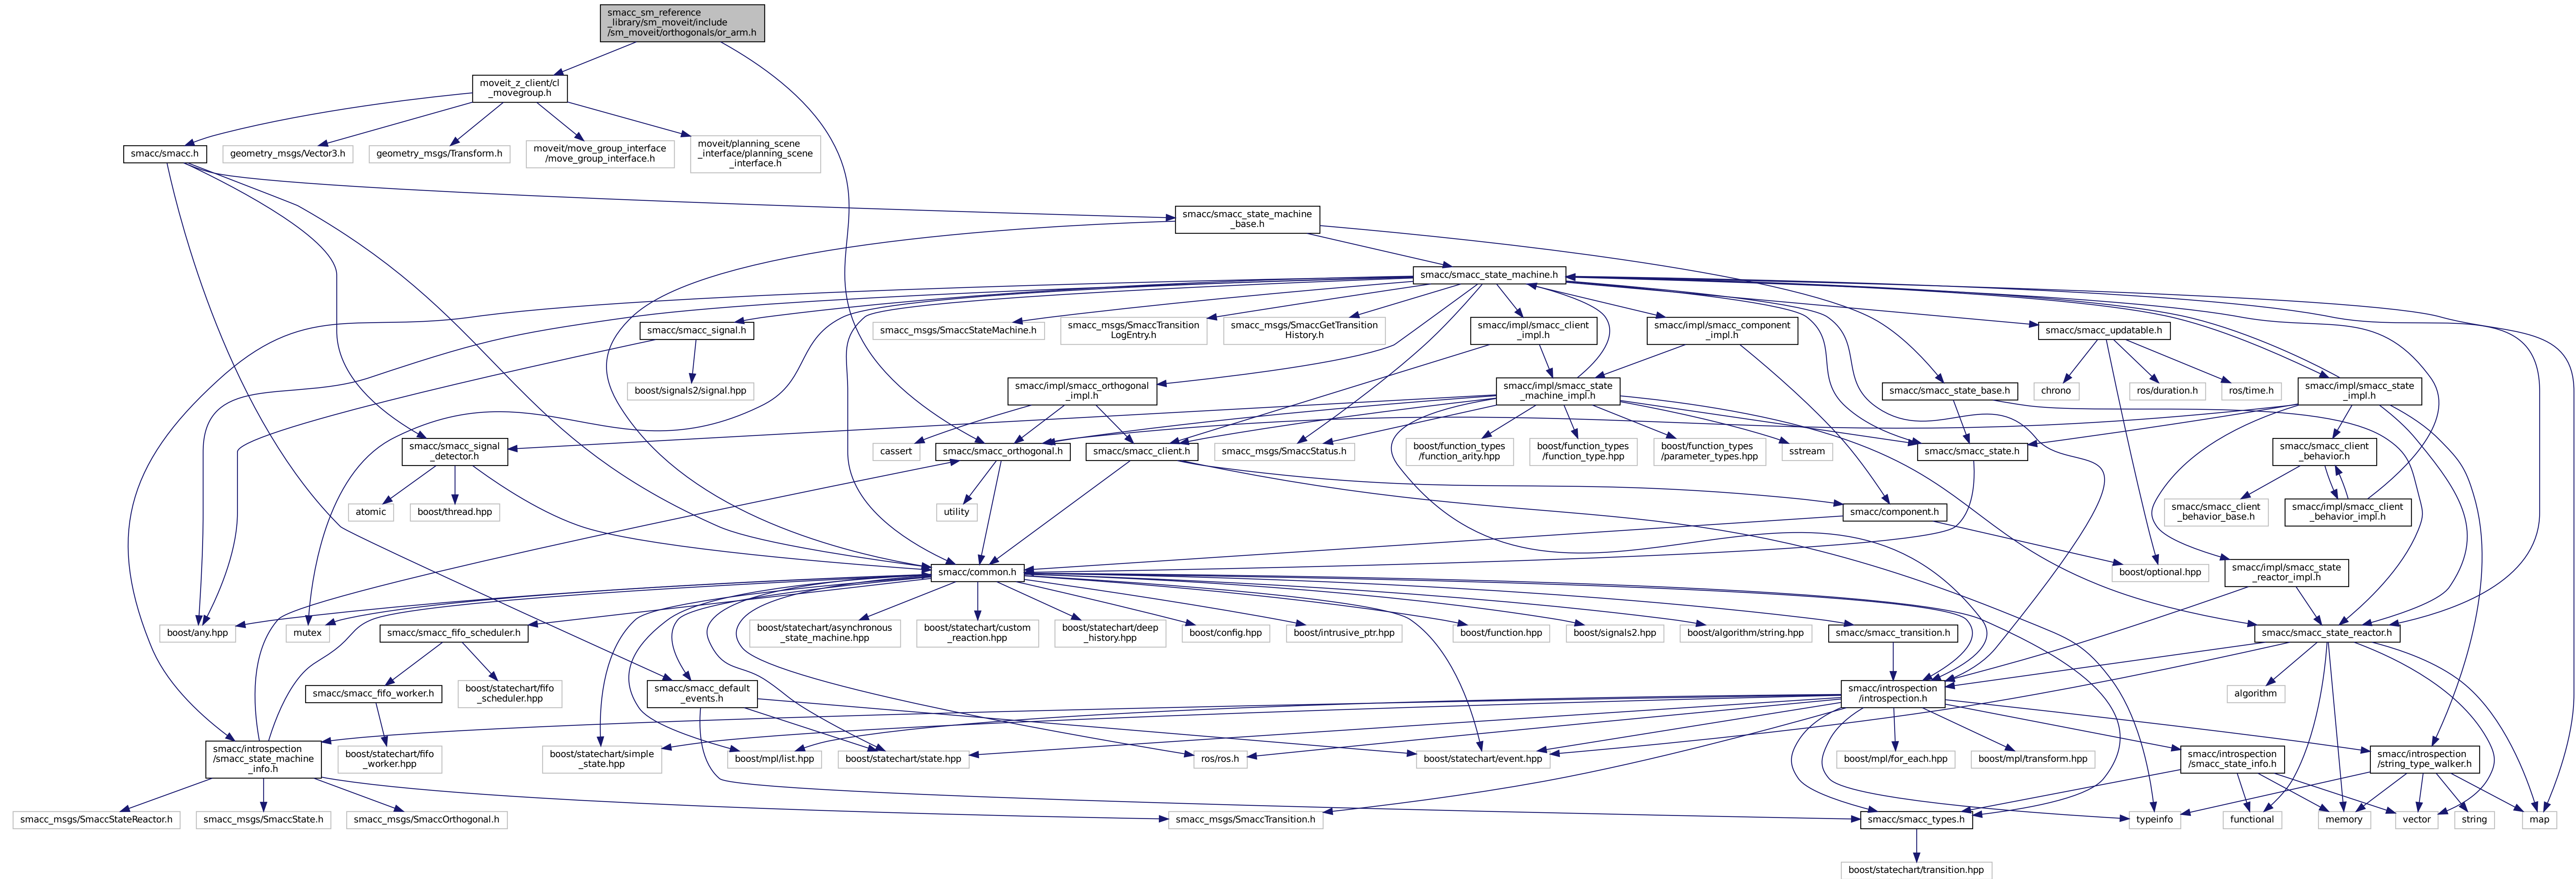 smacc_sm_reference
_library/sm_moveit/include
/sm_moveit/orthogonals/or_arm.h
moveit_z_client/cl
_movegroup.h
smacc/smacc.h
geometry_msgs/Vector3.h
geometry_msgs/Transform.h
moveit/move_group_interface
/move_group_interface.h
moveit/planning_scene
_interface/planning_scene
_interface.h
smacc/smacc_state_machine
_base.h
smacc/smacc_state_machine.h
smacc/smacc_signal.h
smacc_msgs/SmaccStateMachine.h
smacc_msgs/SmaccTransition
LogEntry.h
smacc_msgs/SmaccGetTransition
History.h
smacc/impl/smacc_client
_impl.h
smacc/impl/smacc_component
_impl.h
smacc/smacc_updatable.h
boost/signals2/signal.hpp
smacc/impl/smacc_orthogonal
_impl.h
smacc/impl/smacc_state
_machine_impl.h
smacc/smacc_state_base.h
chrono
ros/duration.h
ros/time.h
smacc/impl/smacc_state
_impl.h
smacc/smacc_signal
_detector.h
cassert
smacc/smacc_orthogonal.h
smacc/smacc_client.h
smacc_msgs/SmaccStatus.h
boost/function_types
/function_arity.hpp
boost/function_types
/function_type.hpp
boost/function_types
/parameter_types.hpp
sstream
smacc/smacc_state.h
smacc/smacc_client
_behavior.h
atomic
boost/thread.hpp
utility
smacc/component.h
smacc/smacc_client
_behavior_base.h
smacc/impl/smacc_client
_behavior_impl.h
smacc/common.h
boost/optional.hpp
smacc/impl/smacc_state
_reactor_impl.h
boost/any.hpp
mutex
smacc/smacc_fifo_scheduler.h
boost/statechart/asynchronous
_state_machine.hpp
boost/statechart/custom
_reaction.hpp
boost/statechart/deep
_history.hpp
boost/config.hpp
boost/intrusive_ptr.hpp
boost/function.hpp
boost/signals2.hpp
boost/algorithm/string.hpp
smacc/smacc_transition.h
smacc/smacc_state_reactor.h
smacc/smacc_fifo_worker.h
boost/statechart/fifo
_scheduler.hpp
smacc/smacc_default
_events.h
smacc/introspection
/introspection.h
algorithm
smacc/introspection
/smacc_state_machine
_info.h
boost/statechart/fifo
_worker.hpp
boost/statechart/simple
_state.hpp
boost/mpl/list.hpp
boost/statechart/state.hpp
ros/ros.h
boost/statechart/event.hpp
boost/mpl/for_each.hpp
boost/mpl/transform.hpp
smacc/introspection
/smacc_state_info.h
smacc/introspection
/string_type_walker.h
smacc_msgs/SmaccStateReactor.h
smacc_msgs/SmaccState.h
smacc_msgs/SmaccOrthogonal.h
smacc_msgs/SmaccTransition.h
smacc/smacc_types.h
typeinfo
functional
memory
vector
string
map
boost/statechart/transition.hpp